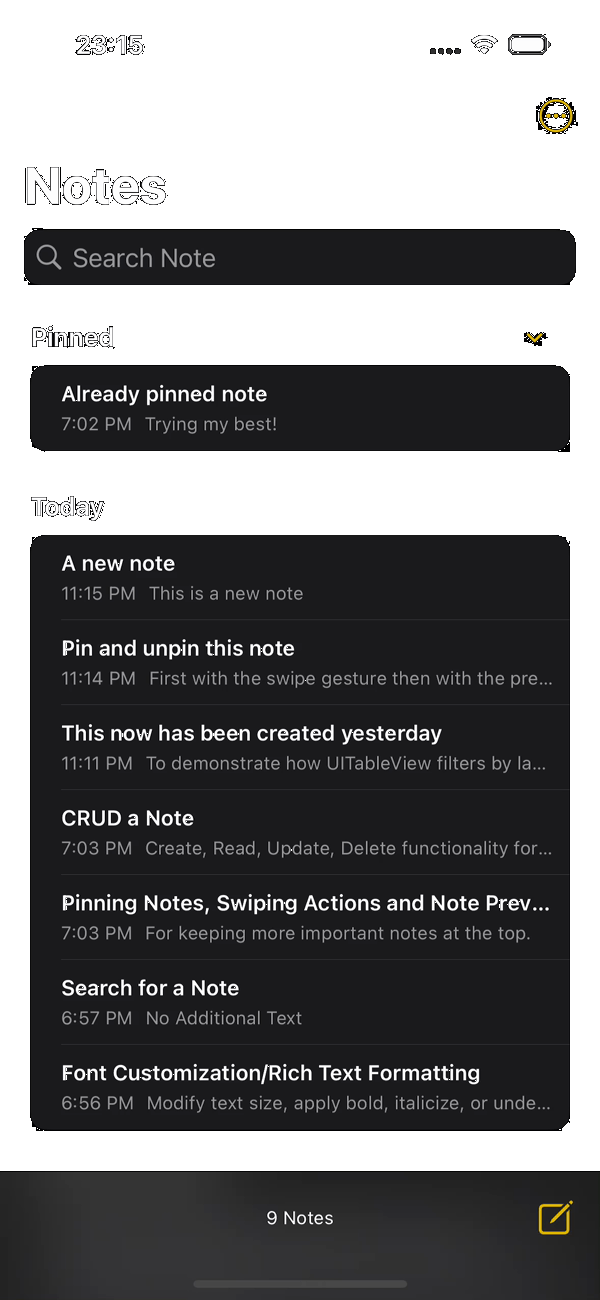 23:15
Notes
Search Note
Pinned
Already pinned note
7:02 PM Trying my best!
Today
A new note
11:15 PM This is a new note
Pin and unpin this note
11:14 PM First with the swipe gesture then with the pre...
This now has been created yesterday
11:11 PM To demonstrate how UITableView filters by la...
CRUD a Note
7:03 PM Create, Read, Update, Delete functionality for...
Pinning Notes, Swiping Actions and Note Prev...
7:03 PM For keeping more important notes at the top.
Search for a Note
6:57 PM No Additional Text
Font Customization/Rich Text Formatting
6:56 PM Modify text size, apply bold, italicize, or unde...
9 Notes